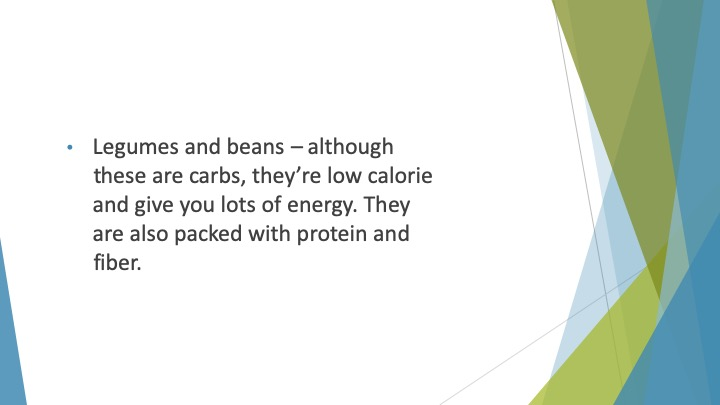 • Legumes and beans – although
these are carbs, they’re low calorie
and give you lots of energy. They
are also packed with protein and
fiber.